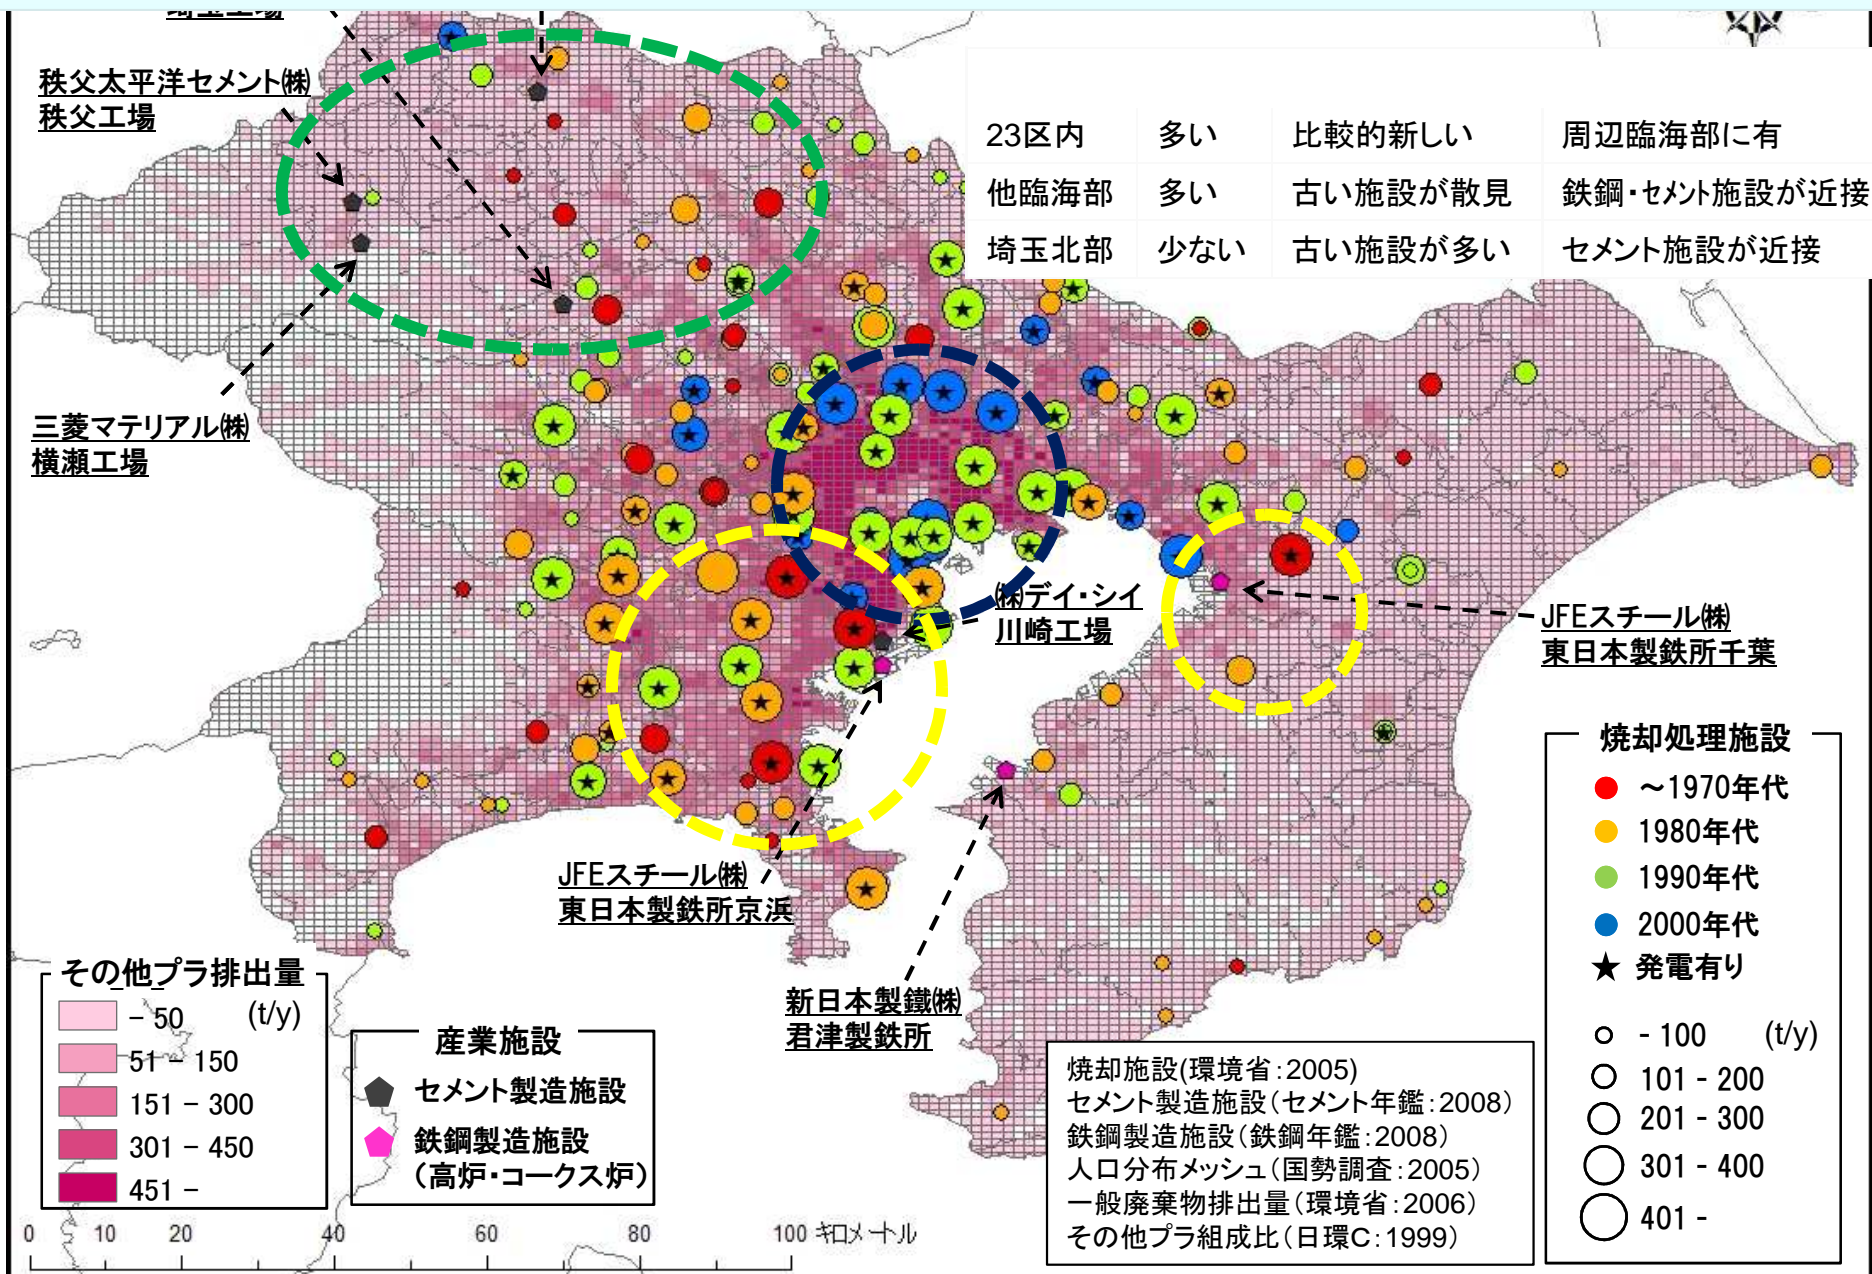 埼玉工場
秩父太平洋セメント㈱
秩父工場
23区内 多い 比較的新しい 周辺臨海部に有
他臨海部 多い 古い施設が散見 鉄鋼・セメント施設が近接
埼玉北部 少ない 古い施設が多い セメント施設が近接
三菱マテリアル㈱
横瀬工場
㈱デイ・シイ
川崎工場
JFEスチール㈱
東日本製鉄所千葉
JFEスチール㈱
東日本製鉄所京浜
新日本製鐵㈱
君津製鉄所
焼却処理施設
～1970年代
1980年代
1990年代
2000年代
発電有り
- 100 (t/y)
101 - 200
201 - 300
301 - 400
401 -
その他プラ排出量
- 50 (t/y)
51 - 150
151 - 300
301 - 450
451 -
産業施設
セメント製造施設
鉄鋼製造施設
（高炉・コークス炉）
焼却施設(環境省：2005)
セメント製造施設（セメント年鑑：2008）
鉄鋼製造施設（鉄鋼年鑑：2008）
人口分布メッシュ（国勢調査：2005）
一般廃棄物排出量（環境省：2006）
その他プラ組成比（日環C：1999）
0 10 20 40 60 80 100 キロメートル